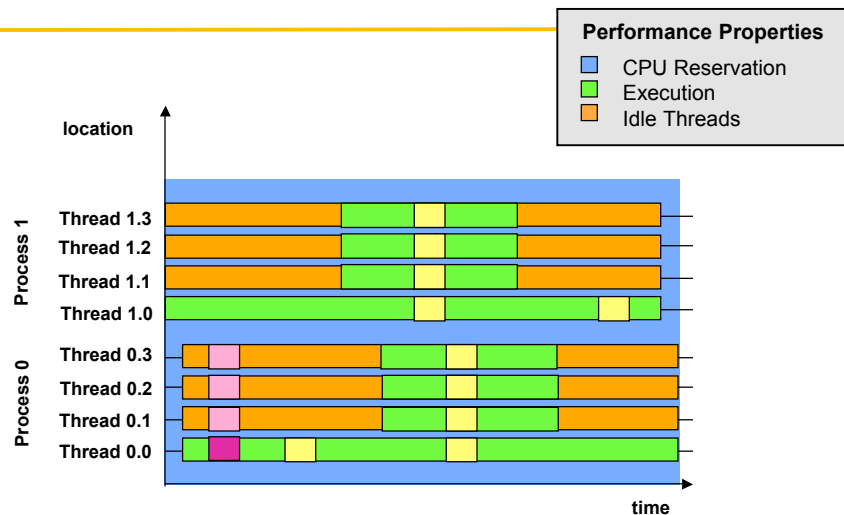 Performance Properties
CPU Reservation
Execution
Idle Threads
location
Process 1
Thread 1.3
Thread 1.2
Thread 1.1
Thread 1.0
Process 0
Thread 0.3
Thread 0.2
Thread 0.1
Thread 0.0
time